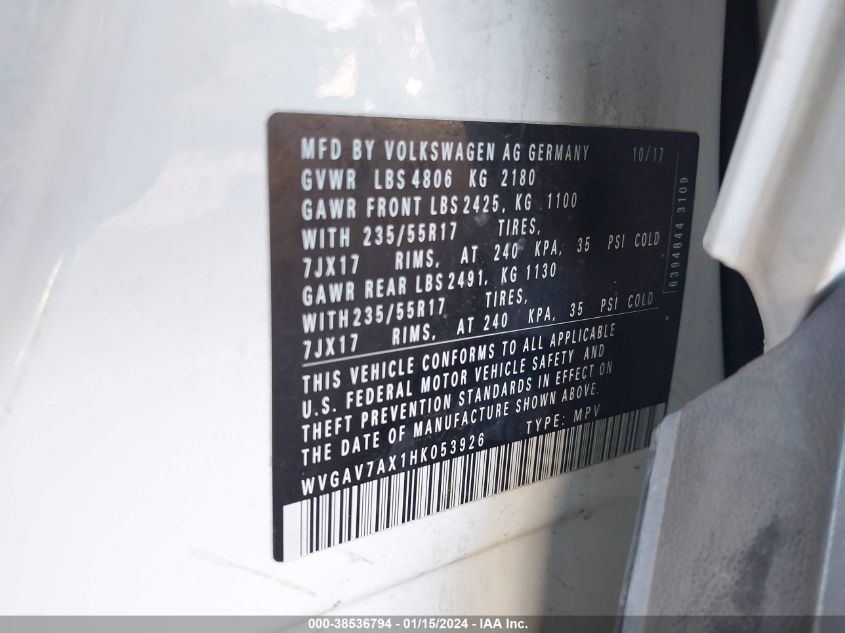 MFD BY VOLKSWAGEN AG GERMANY 10/17
GVWR LBS 4806 KG 2180
GAWR FRONT LBS 2425, KG 1100
WITH 235/55R17 TIRES,
7JX17 RIMS, AT 240 KPA, 35 PSI COLD
GAWR REAR LBS 2491, KG 1130
WITH 235/55R17 TIRES,
7JX17 RIMS, AT 240 KPA, 35 PSI COLD
THIS VEHICLE CONFORMS TO ALL APPLICABLE
U.S. FEDERAL MOTOR VEHICLE SAFETY AND
THEFT PREVENTION STANDARDS IN EFFECT ON
THE DATE OF MANUFACTURE SHOWN ABOVE.
WVGAV7AX1HK053926 TYPE: MPV
6394844 3109
000-38536794 - 01/15/2024 - IAA Inc.